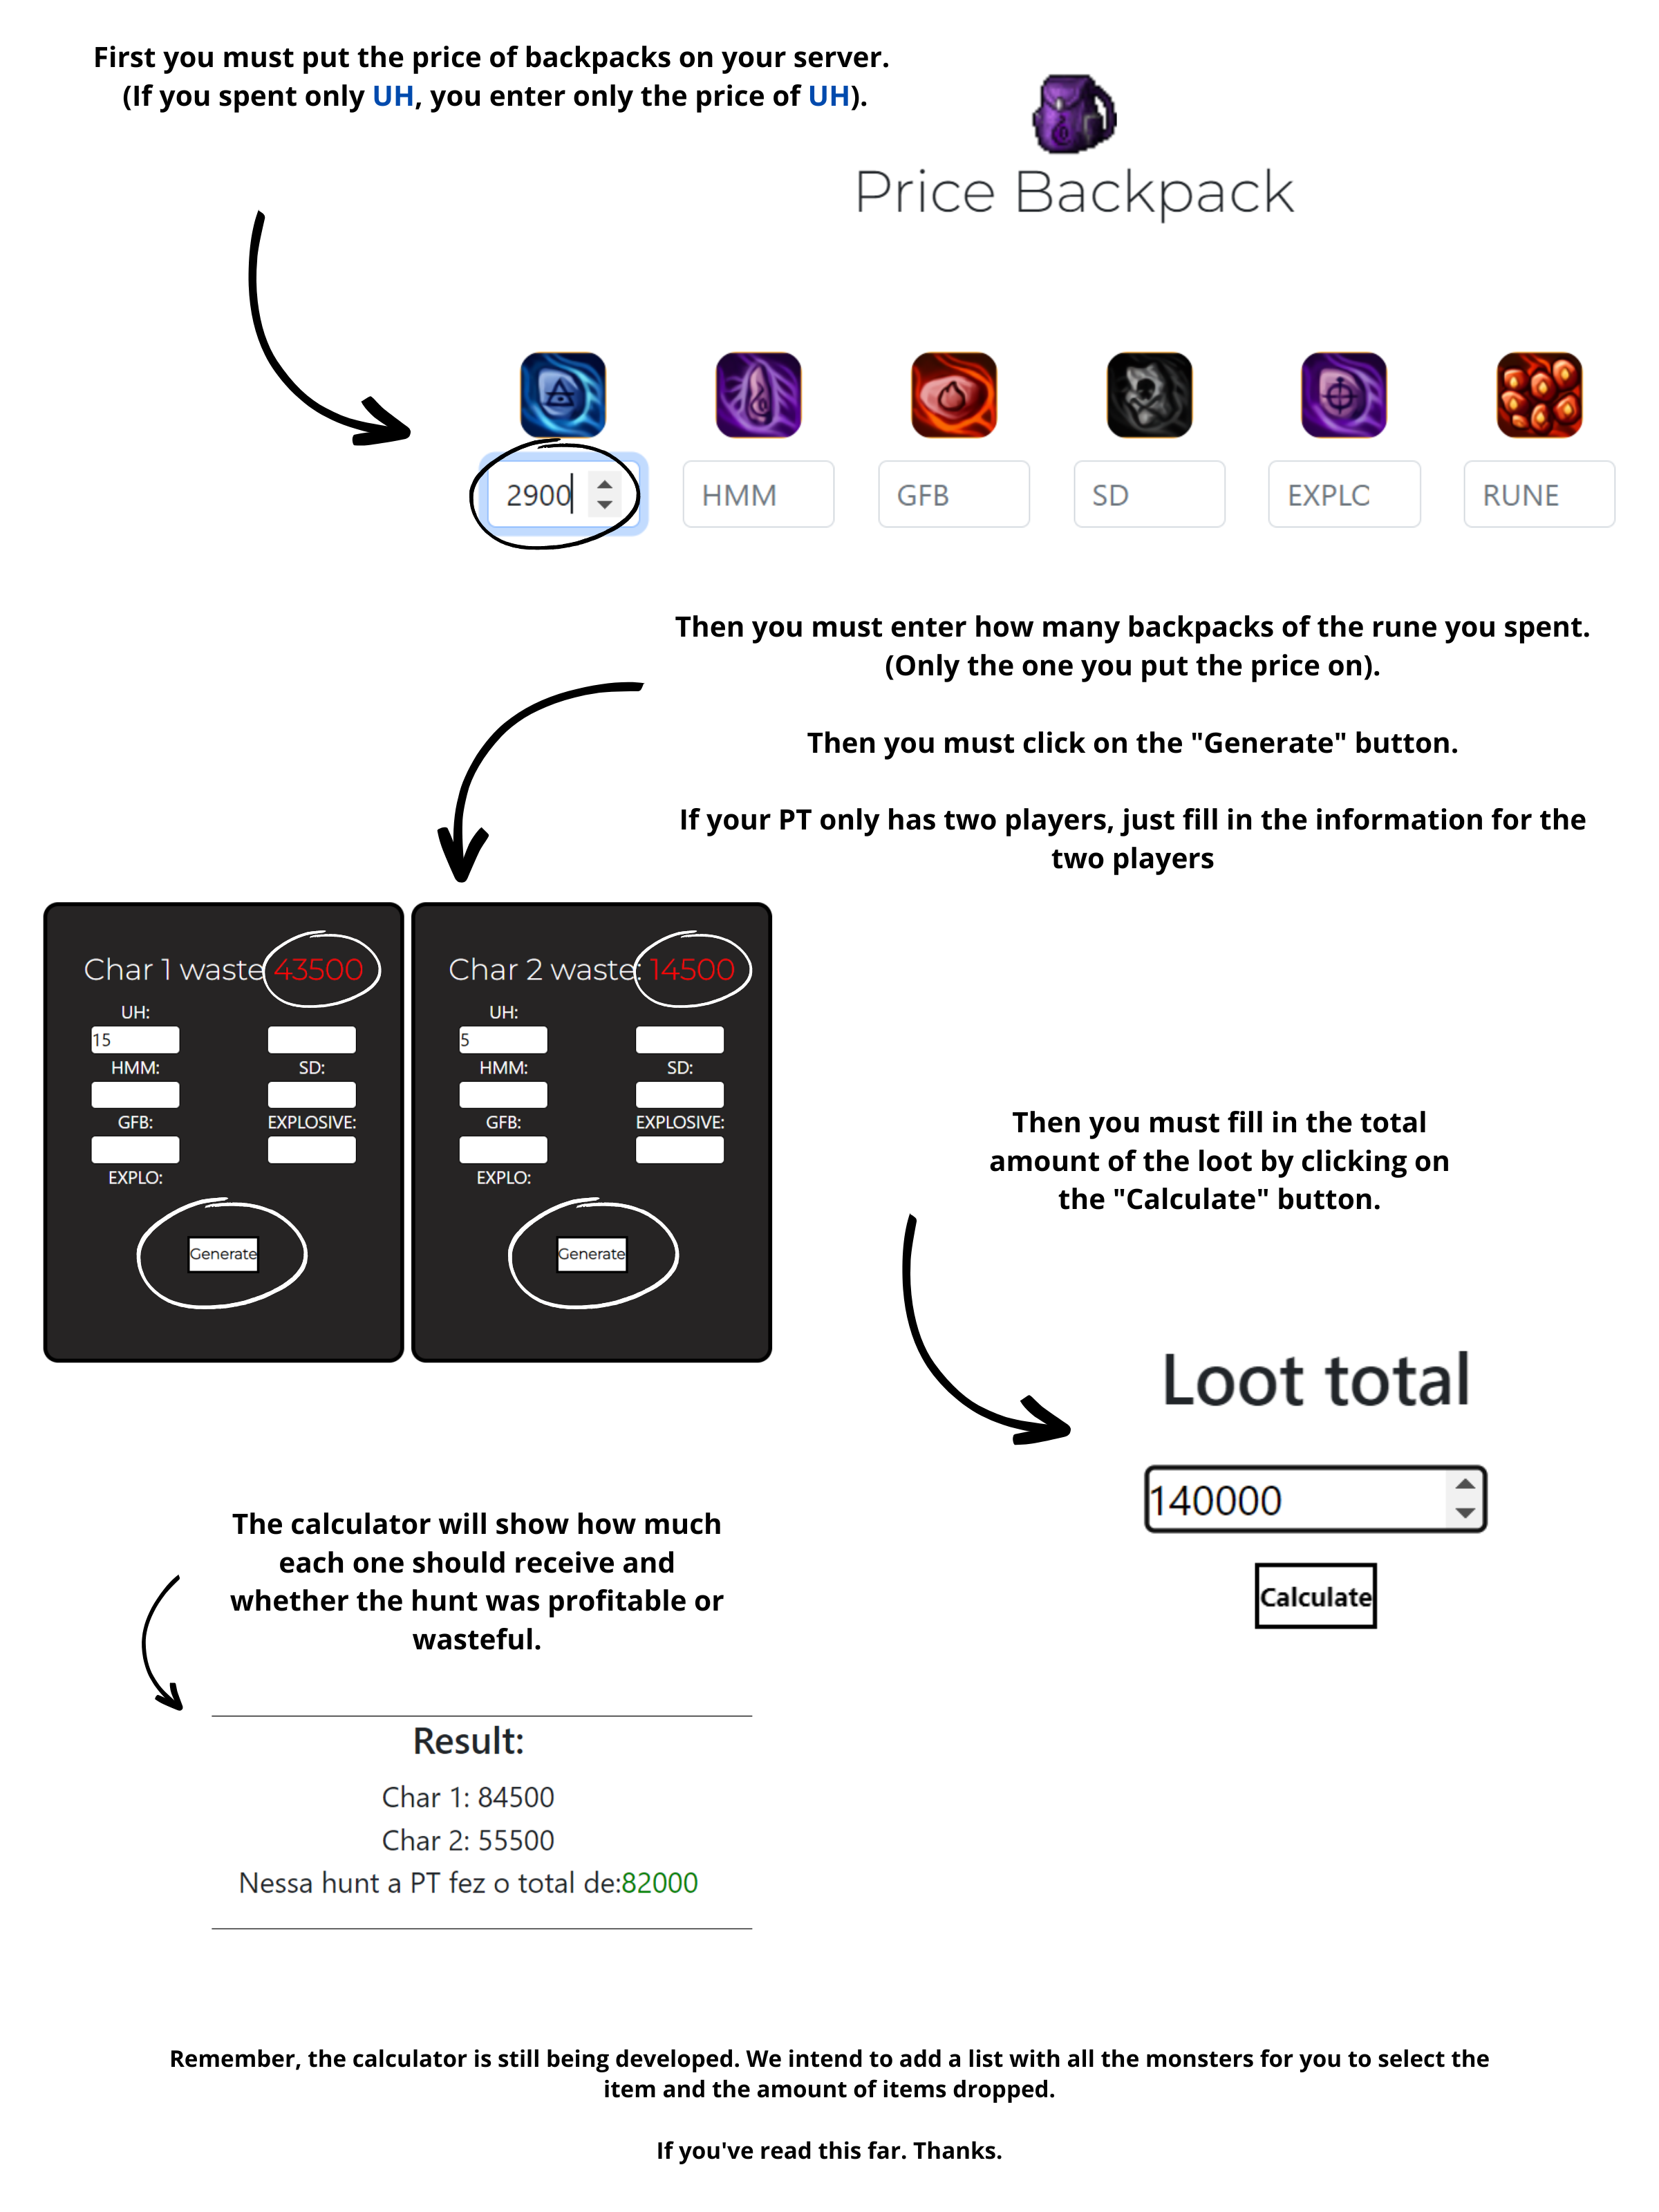 First you must put the price of backpacks on your server.
(If you spent only UH, you enter only the price of UH).
Price Backpack
2900
HMM
GFB
SD
EXPLC
RUNE
Then you must enter how many backpacks of the rune you spent.
(Only the one you put the price on).
Then you must click on the "Generate" button.
If your PT only has two players, just fill in the information for the
two players
Char 1 waste 43500
UH:
15
HMM:
SD:
GFB:
EXPLOSIVE:
EXPLO:
Generate
Char 2 waste: 14500
UH:
5
HMM:
SD:
GFB:
EXPLOSIVE:
EXPLO:
Generate
Then you must fill in the total
amount of the loot by clicking on
the "Calculate" button.
Loot total
140000
Calculate
The calculator will show how much
each one should receive and
whether the hunt was profitable or
wasteful.
Result:
Char 1: 84500
Char 2: 55500
Nessa hunt a PT fez o total de:82000
Remember, the calculator is still being developed. We intend to add a list with all the monsters for you to select the
item and the amount of items dropped.
If you've read this far. Thanks.